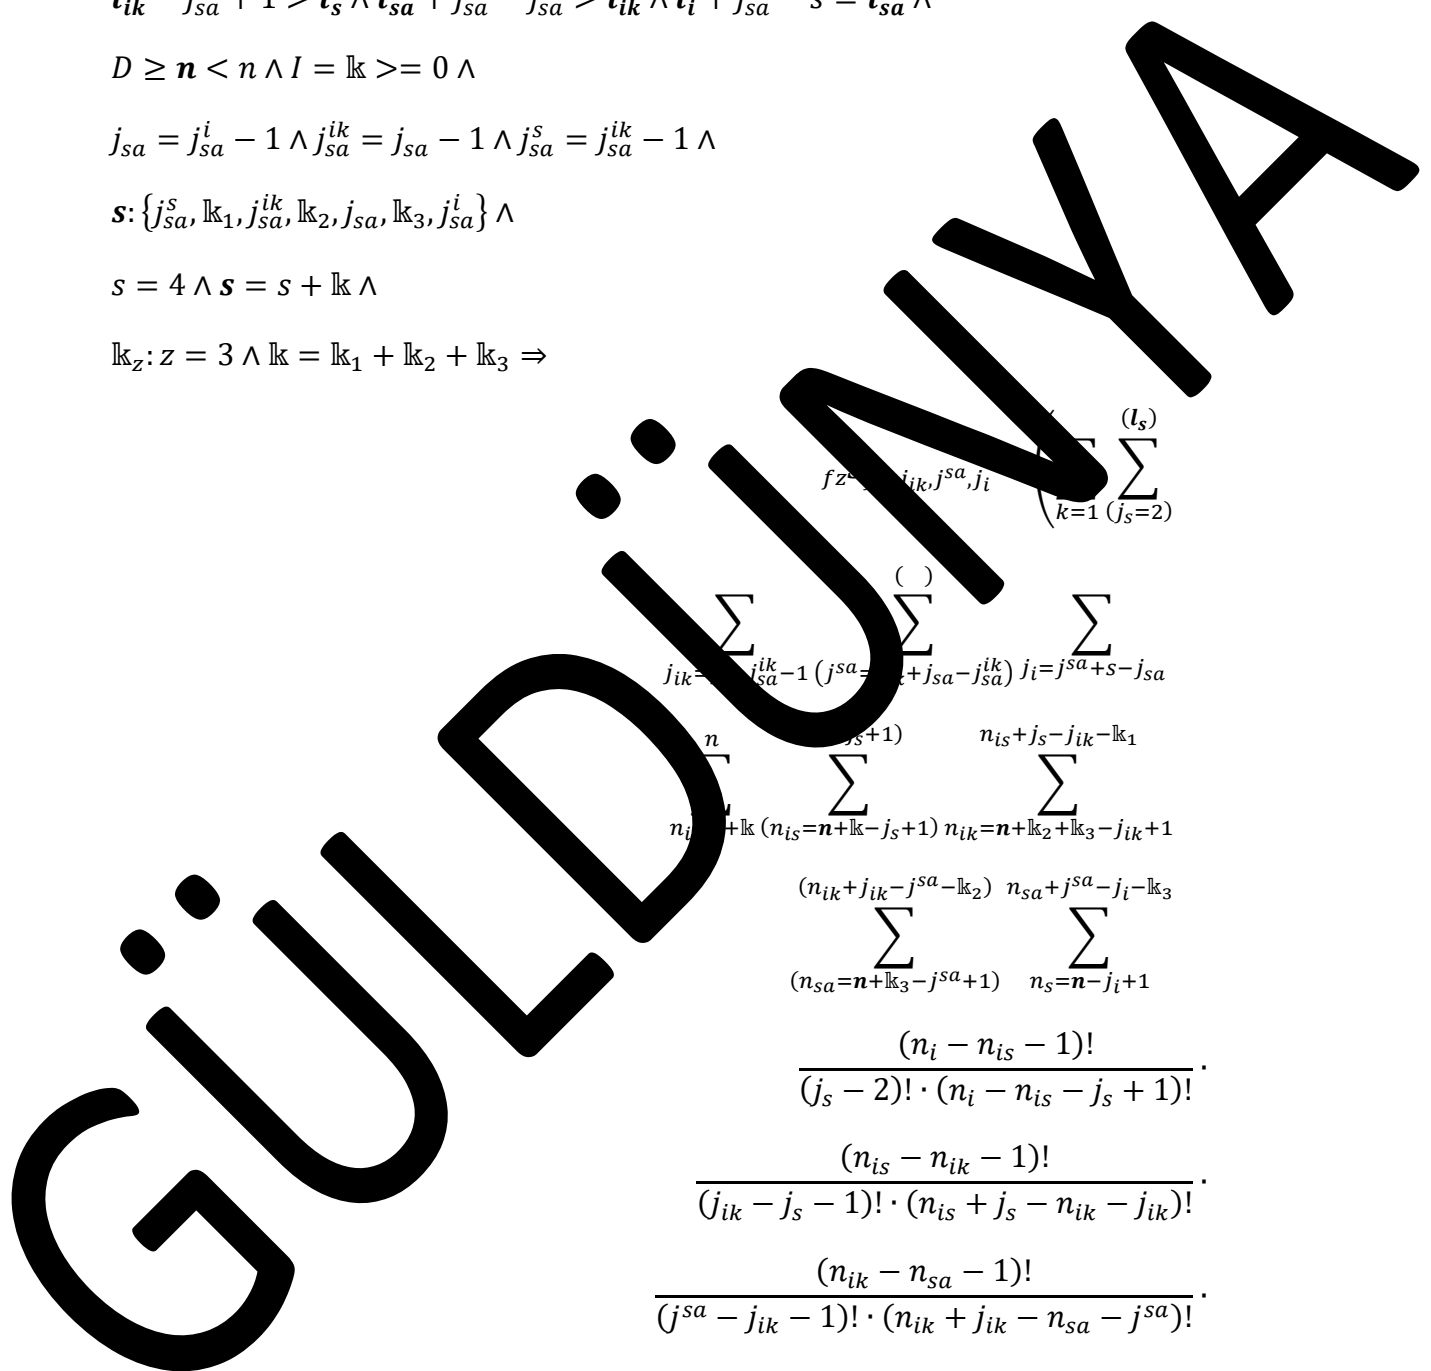 D ≥ n < n ∧ I = 𝕜 >= 0 ∧
j_{sa} = j_{sa}^{i} − 1 ∧ j_{sa}^{ik} = j_{sa} − 1 ∧ j_{sa}^{s} = j_{sa}^{ik} − 1 ∧
s: {j_{sa}^{s}, 𝕜_1, j_{sa}^{ik}, 𝕜_2, j_{sa}, 𝕜_3, j_{sa}^{i}} ∧
s = 4 ∧ s = s + 𝕜 ∧
𝕜_z: z = 3 ∧ 𝕜 = 𝕜_1 + 𝕜_2 + 𝕜_3 ⇒
(l_s)
( ∑ ∑
k=1 (j_s=2)
( )
∑ ∑ ∑
j_i=j^{sa}+s−j_{sa}
n n_{is}+j_s−j_{ik}−𝕜_1
∑ ∑ ∑
(n_{is}=n+𝕜−j_s+1) n_{ik}=n+𝕜_2+𝕜_3−j_{ik}+1
(n_{ik}+j_{ik}−j^{sa}−𝕜_2) n_{sa}+j^{sa}−j_i−𝕜_3
∑ ∑
(n_{sa}=n+𝕜_3−j^{sa}+1) n_s=n−j_i+1
(n_i − n_{is} − 1)!
(j_s − 2)! · (n_i − n_{is} − j_s + 1)! ·
(n_{is} − n_{ik} − 1)!
(j_{ik} − j_s − 1)! · (n_{is} + j_s − n_{ik} − j_{ik})! ·
(n_{ik} − n_{sa} − 1)!
(j^{sa} − j_{ik} − 1)! · (n_{ik} + j_{ik} − n_{sa} − j^{sa})! ·
GÜLDÜNYA